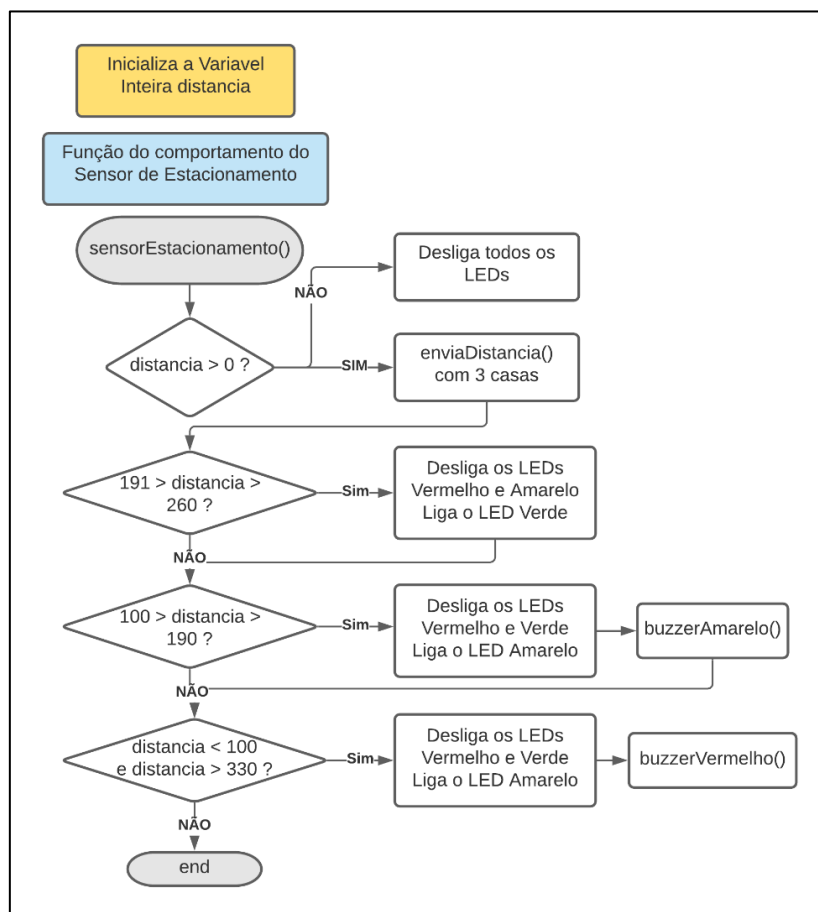 Inicializa a Variavel
Inteira distancia
Função do comportamento do
Sensor de Estacionamento
sensorEstacionamento()
Desliga todos os
LEDs
NÃO
distancia > 0 ?
SIM
enviaDistancia()
com 3 casas
191 > distancia >
260 ?
Sim
Desliga os LEDs
Vermelho e Amarelo
Liga o LED Verde
NÃO
100 > distancia >
190 ?
Sim
Desliga os LEDs
Vermelho e Verde
Liga o LED Amarelo
buzzerAmarelo()
NÃO
distancia < 100
e distancia > 330 ?
Sim
Desliga os LEDs
Vermelho e Verde
Liga o LED Amarelo
buzzerVermelho()
NÃO
end